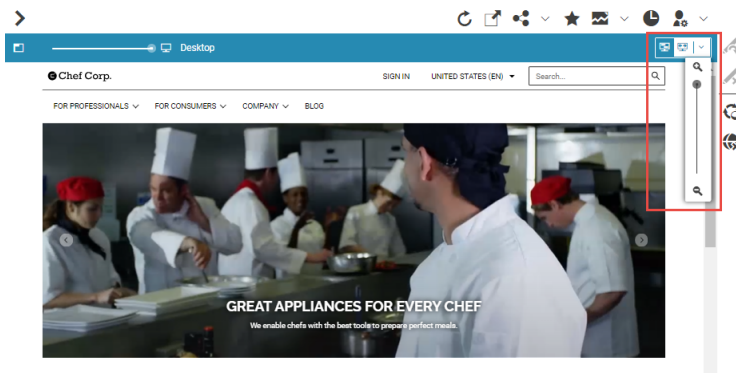 Desktop
Chef Corp.
SIGN IN UNITED STATES (EN) Search...
FOR PROFESSIONALS FOR CONSUMERS COMPANY BLOG
GREAT APPLIANCES FOR EVERY CHEF
We enable chefs with the best tools to prepare perfect meals.